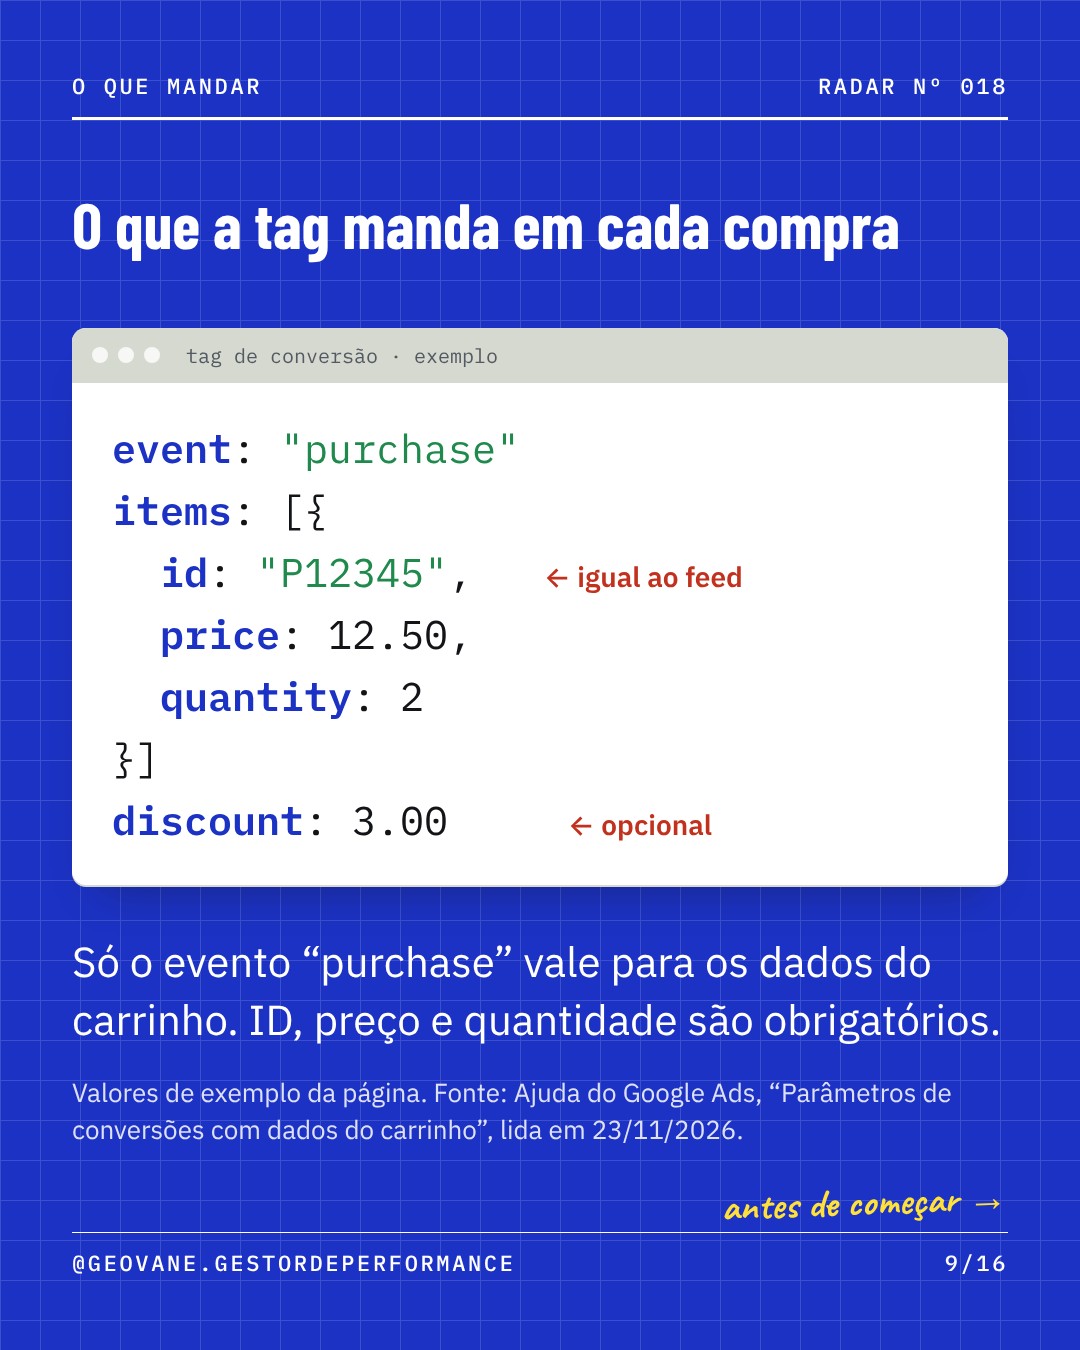 O QUE MANDAR
RADAR Nº 018
O que a tag manda em cada compra
tag de conversão · exemplo
event: "purchase"
items: [{
id: "P12345", ← igual ao feed
price: 12.50,
quantity: 2
}]
discount: 3.00 ← opcional
Só o evento “purchase” vale para os dados do
carrinho. ID, preço e quantidade são obrigatórios.
Valores de exemplo da página. Fonte: Ajuda do Google Ads, “Parâmetros de
conversões com dados do carrinho”, lida em 23/11/2026.
antes de começar →
@GEOVANE.GESTORDEPERFORMANCE
9/16